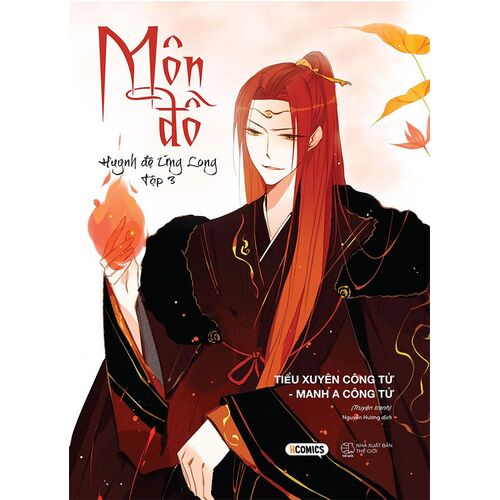 Môn
đồ
Huynh đệ Ứng Long
Tập 3
TIỂU XUYÊN CÔNG TỬ
- MANH A CÔNG TỬ
(Truyện tranh)
Nguyễn Hương dịch
HCOMICS
NHÀ XUẤT BẢN
THẾ GIỚI